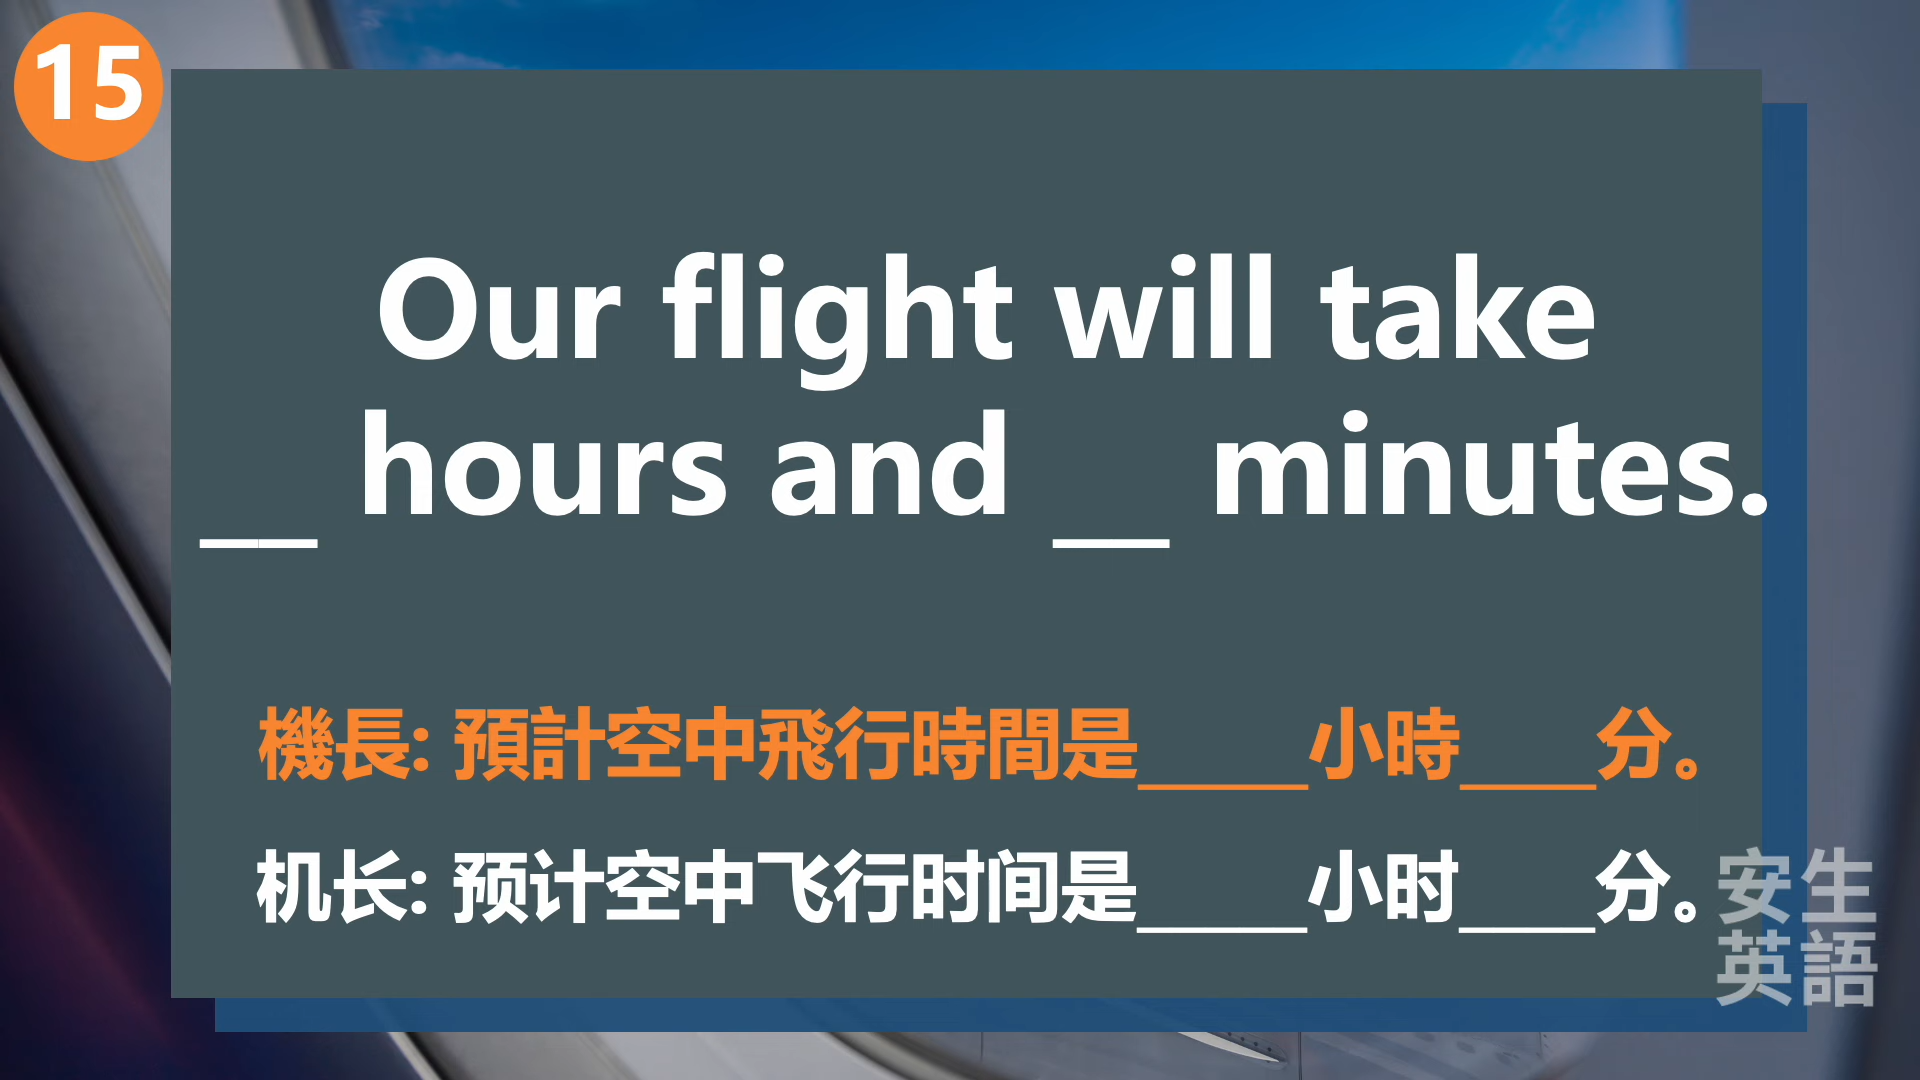 15
Our flight will take
__ hours and __ minutes.
機長: 預計空中飛行時間是_____小時____分。
机长: 预计空中飞行时间是_____小时____分。
安生
英語